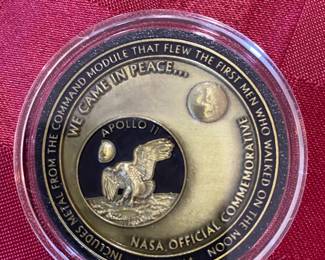 INCLUDES METAL FROM THE COMMAND MODULE THAT FLEW THE FIRST MEN WHO WALKED ON THE MOON
WE CAME IN PEACE...
APOLLO 11
NASA, OFFICIAL COMMEMORATIVE